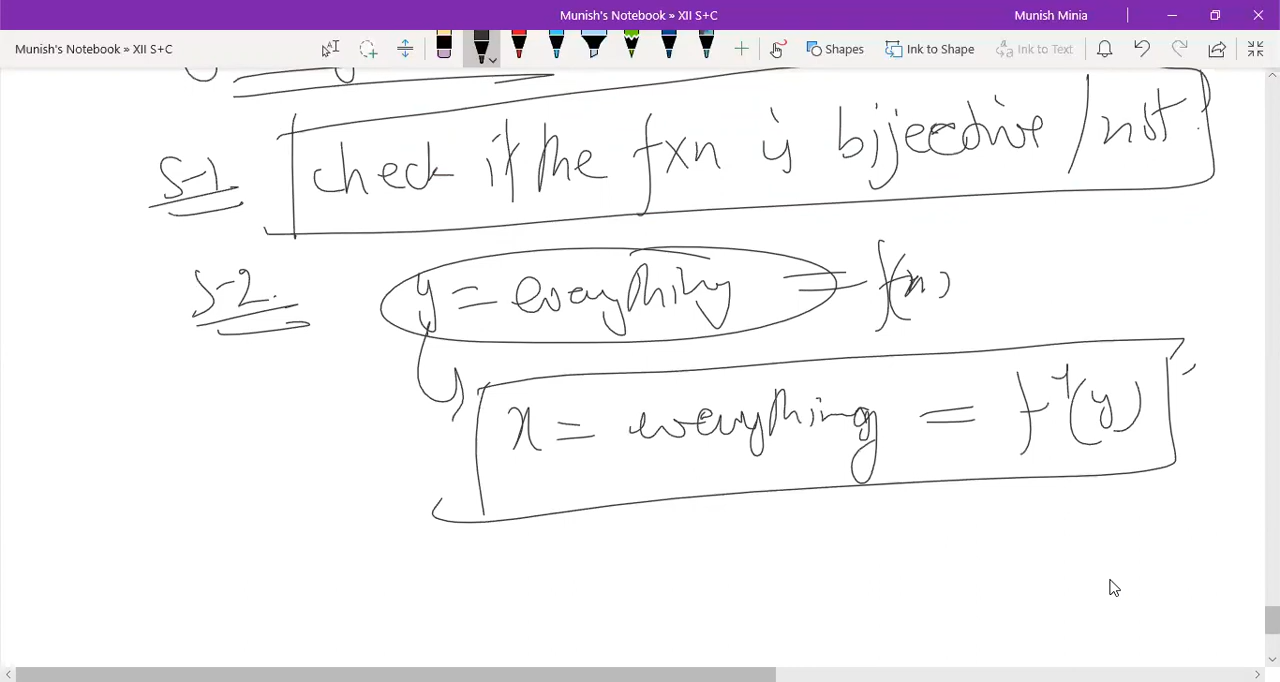 Munish's Notebook » XII S+C
Munish Minia
Munish's Notebook » XII S+C
Shapes
Ink to Shape
Ink to Text
S-1 check if the fxn is bijective / not.
S-2. y = everything = f(x)
x = everything = f⁻¹(y)